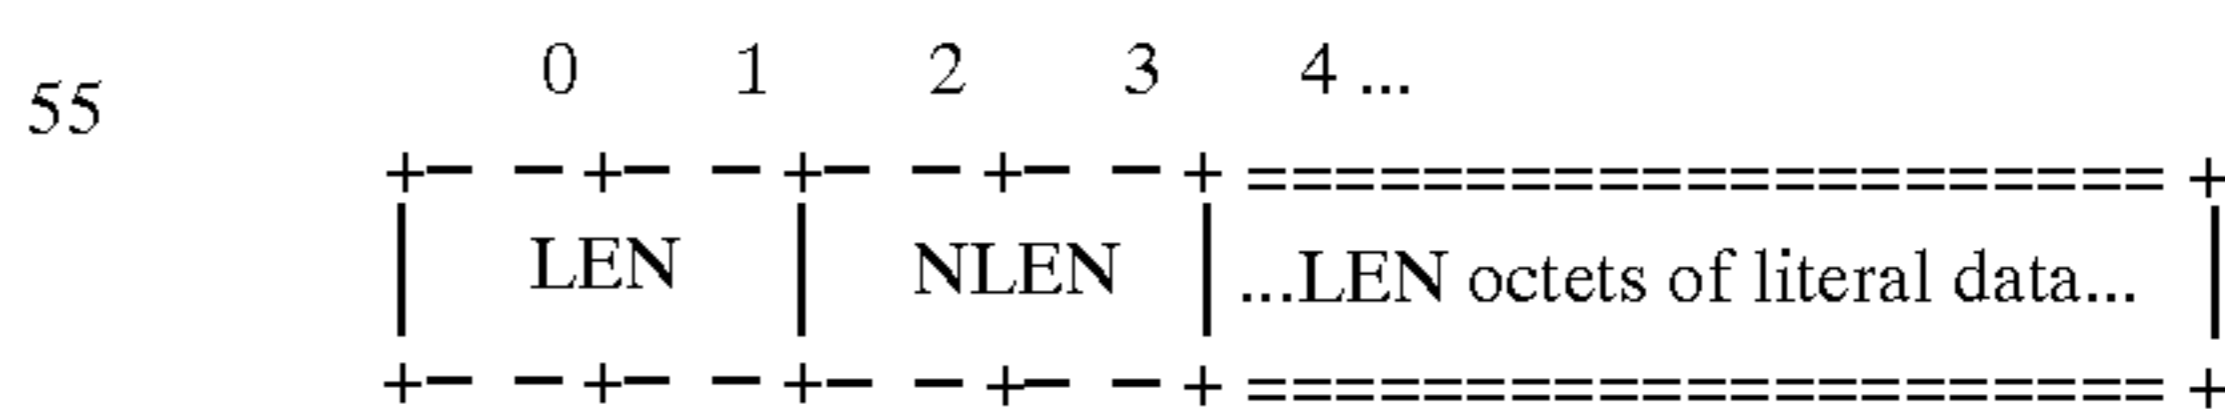 0 1 2 3 4 ...
55
+— —+— —+— —+— —+ ===================== +
| LEN | NLEN | ...LEN octets of literal data... |
+— —+— —+— —+— —+ ===================== +